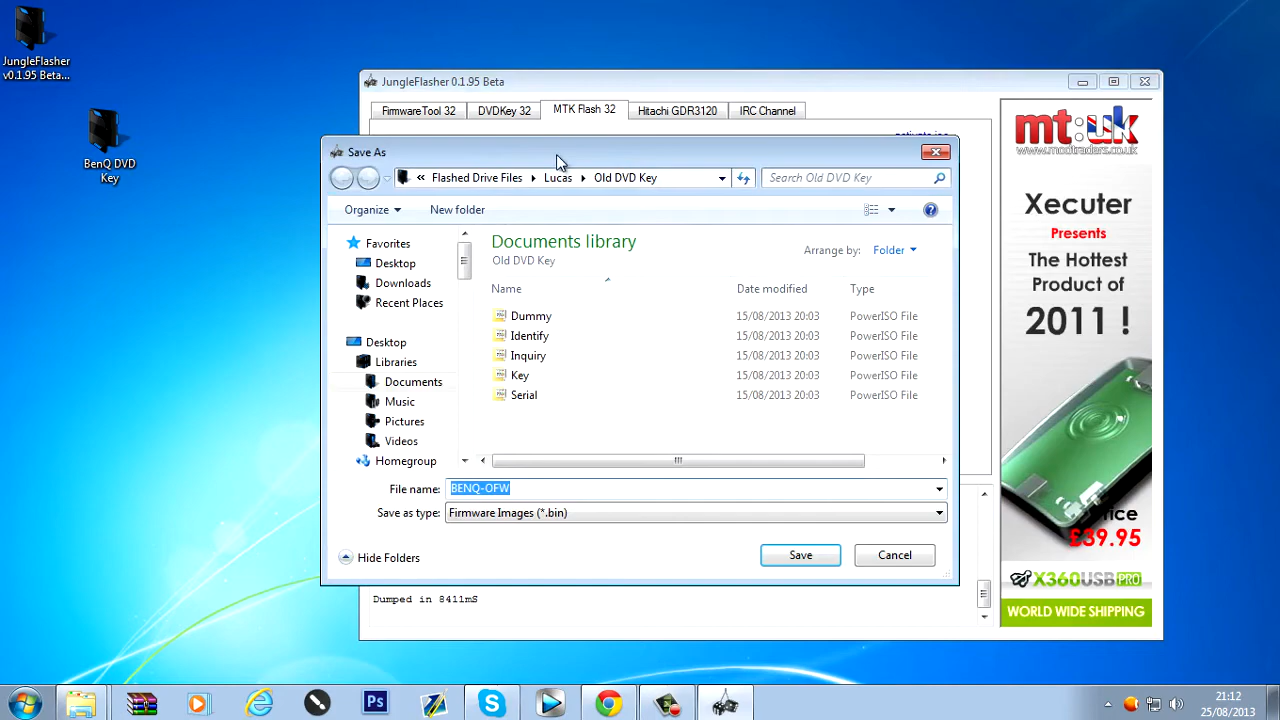 JungleFlasher
v0.1.95 Beta...
BenQ DVD
Key
JungleFlasher 0.1.95 Beta
FirmwareTool 32
DVDKey 32
MTK Flash 32
Hitachi GDR3120
IRC Channel
Save As
« Flashed Drive Files
Lucas
Old DVD Key
Search Old DVD Key
Organize
New folder
Favorites
Desktop
Downloads
Recent Places
Desktop
Libraries
Documents
Music
Pictures
Videos
Homegroup
Documents library
Old DVD Key
Arrange by: Folder
Name Date modified Type
Dummy 15/08/2013 20:03 PowerISO File
Identify 15/08/2013 20:03 PowerISO File
Inquiry 15/08/2013 20:03 PowerISO File
Key 15/08/2013 20:03 PowerISO File
Serial 15/08/2013 20:03 PowerISO File
File name: BENQ-OFW
Save as type: Firmware Images (*.bin)
Hide Folders
Save
Cancel
Dumped in 8411mS
mt:uk
www.modtraders.co.uk
Xecuter
Presents
The Hottest
Product of
2011 !
£39.95
X360USB PRO
WORLD WIDE SHIPPING
Ps
21:12
25/08/2013